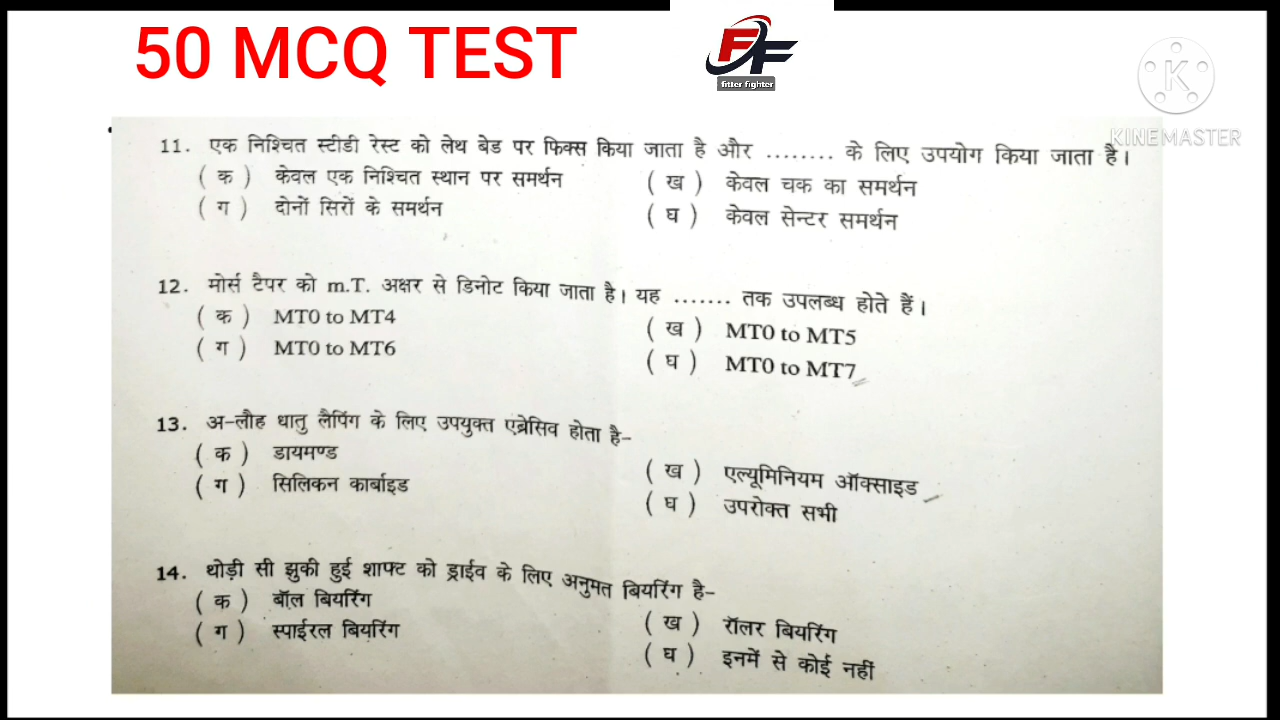 50 MCQ TEST
FF
fitter fighter
K
KINEMASTER
11. एक निश्चित स्टीडी रेस्ट को लेथ बेड पर फिक्स किया जाता है और ........ के लिए उपयोग किया जाता है।
( क ) केवल एक निश्चित स्थान पर समर्थन ( ख ) केवल चक का समर्थन
( ग ) दोनों सिरों के समर्थन ( घ ) केवल सेन्टर समर्थन
12. मोर्स टैपर को m.T. अक्षर से डिनोट किया जाता है। यह ....... तक उपलब्ध होते हैं।
( क ) MT0 to MT4 ( ख ) MT0 to MT5
( ग ) MT0 to MT6 ( घ ) MT0 to MT7
13. अ-लौह धातु लैपिंग के लिए उपयुक्त एब्रेसिव होता है-
( क ) डायमण्ड ( ख ) एल्यूमिनियम ऑक्साइड
( ग ) सिलिकन कार्बाइड ( घ ) उपरोक्त सभी
14. थोड़ी सी झुकी हुई शाफ्ट को ड्राईव के लिए अनुमत बियरिंग है-
( क ) बॉल बियरिंग ( ख ) रॉलर बियरिंग
( ग ) स्पाईरल बियरिंग ( घ ) इनमें से कोई नहीं